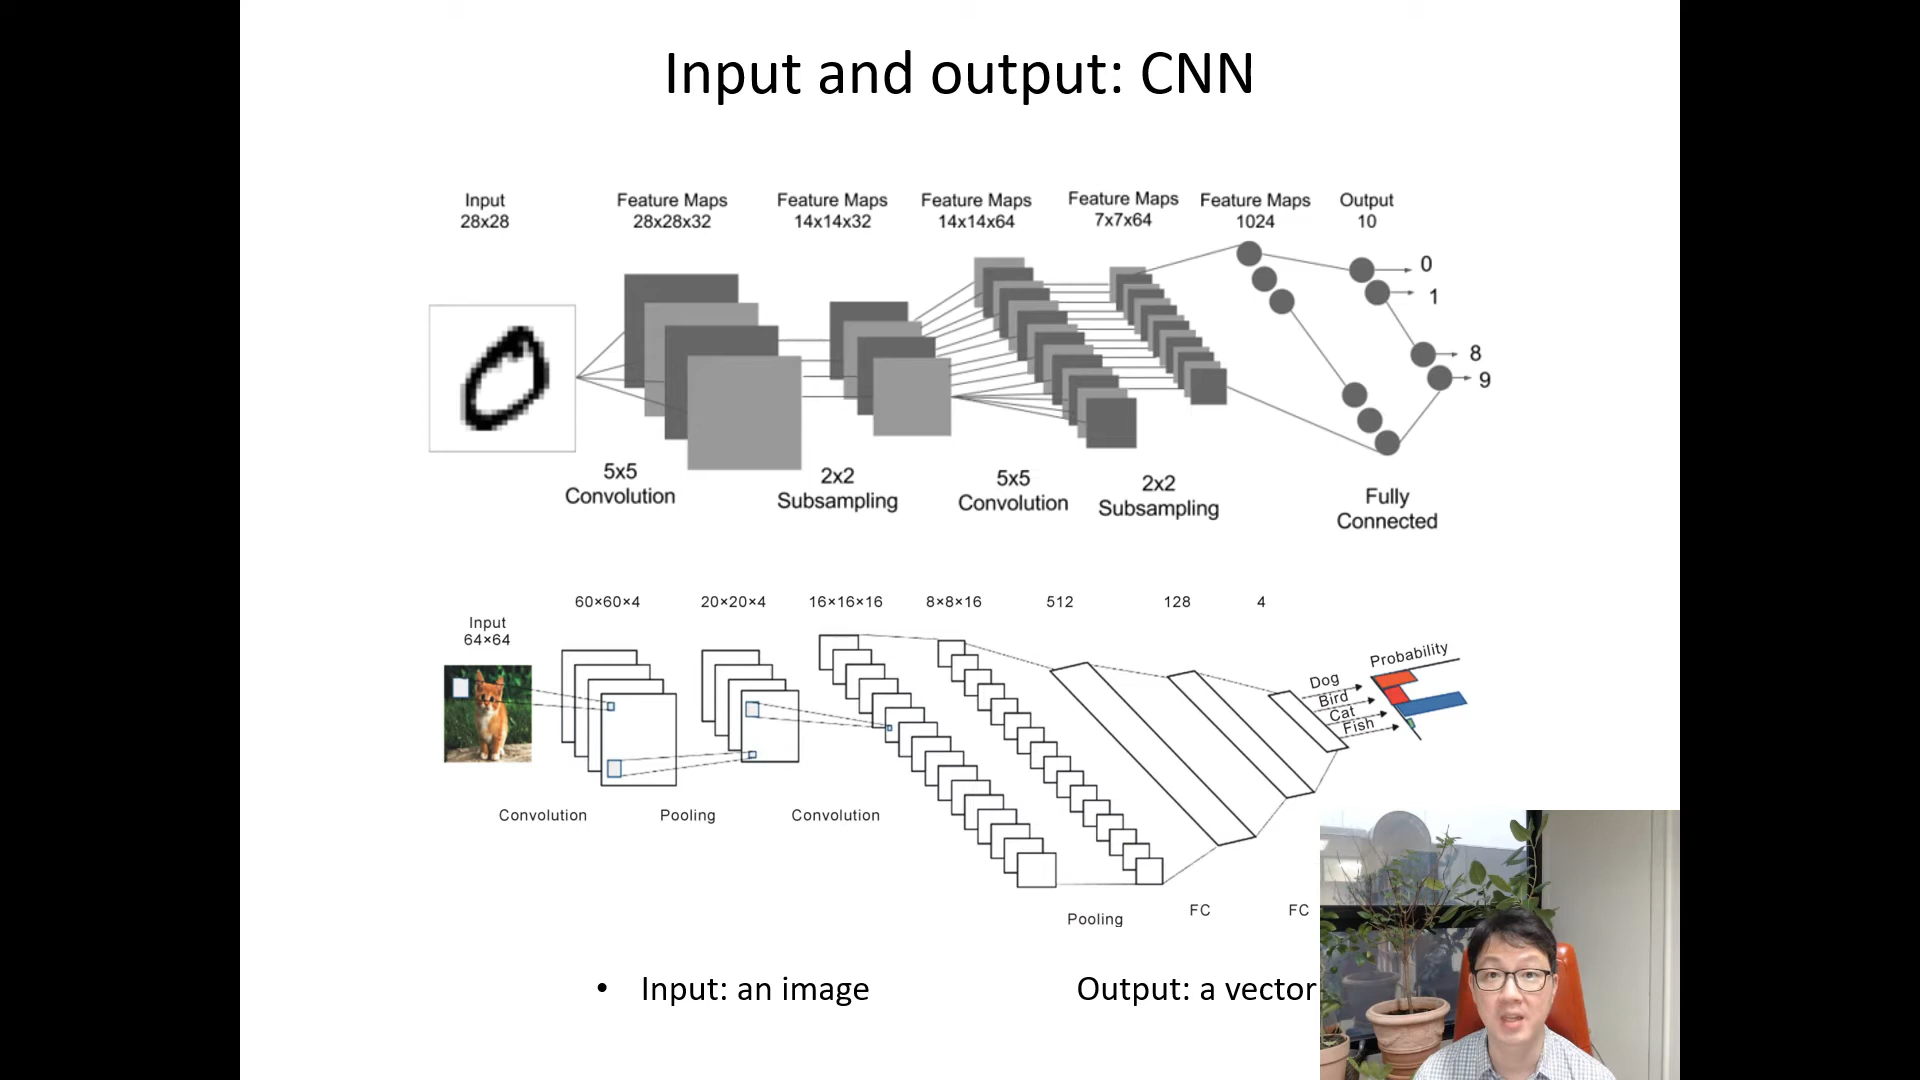 Input and output: CNN
Input
28x28
Feature Maps
28x28x32
Feature Maps
14x14x32
Feature Maps
14x14x64
Feature Maps
7x7x64
Feature Maps
1024
Output
10
0
1
8
9
5x5
Convolution
2x2
Subsampling
5x5
Convolution
2x2
Subsampling
Fully
Connected
Input
64×64
60×60×4
20×20×4
16×16×16
8×8×16
512
128
4
Dog
Bird
Cat
Fish
Probability
Convolution
Pooling
Convolution
Pooling
FC
FC
• Input: an image
Output: a vector